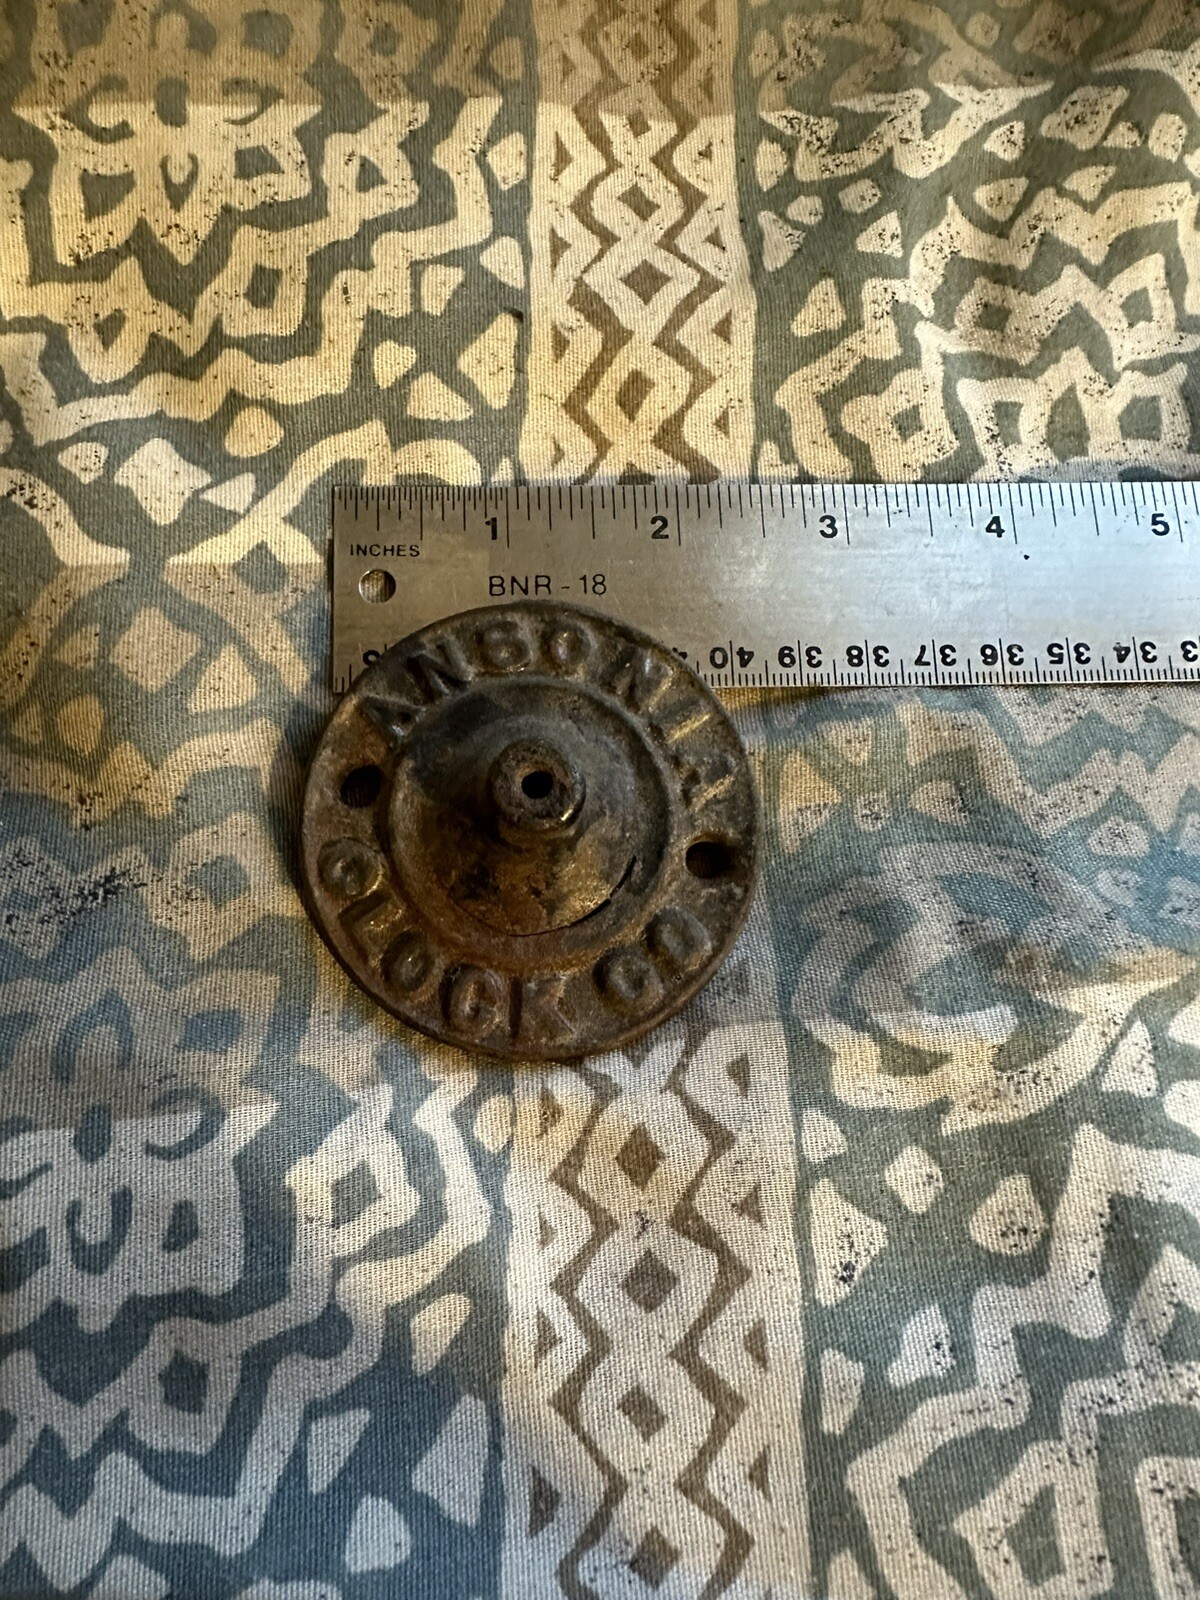 1 2 3 4 5
INCHES
BNR - 18
40 39 38 37 36 35 34
ANSONIA
CLOCK CO